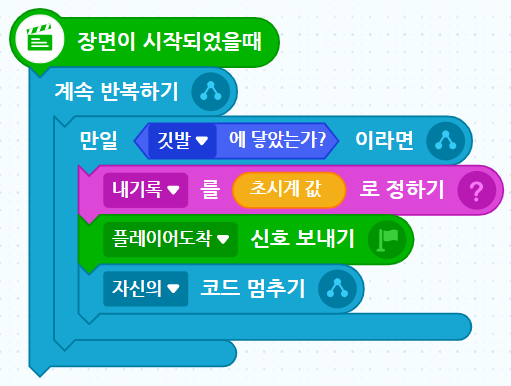 장면이 시작되었을때
계속 반복하기
만일 깃발 에 닿았는가? 이라면
내기록 를 초시계 값 로 정하기 ?
플레이어도착 신호 보내기
자신의 코드 멈추기